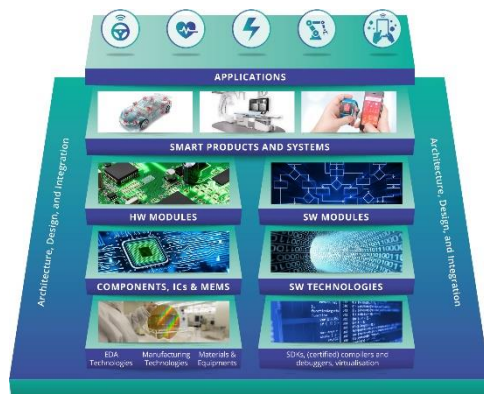 APPLICATIONS
SMART PRODUCTS AND SYSTEMS
Architecture, Design, and Integration
Architecture, Design, and Integration
HW MODULES
SW MODULES
COMPONENTS, ICs & MEMS
SW TECHNOLOGIES
EDA
Technologies
Manufacturing
Technologies
Materials &
Equipments
SDKs, (certified) compilers and
debuggers, virtualisation